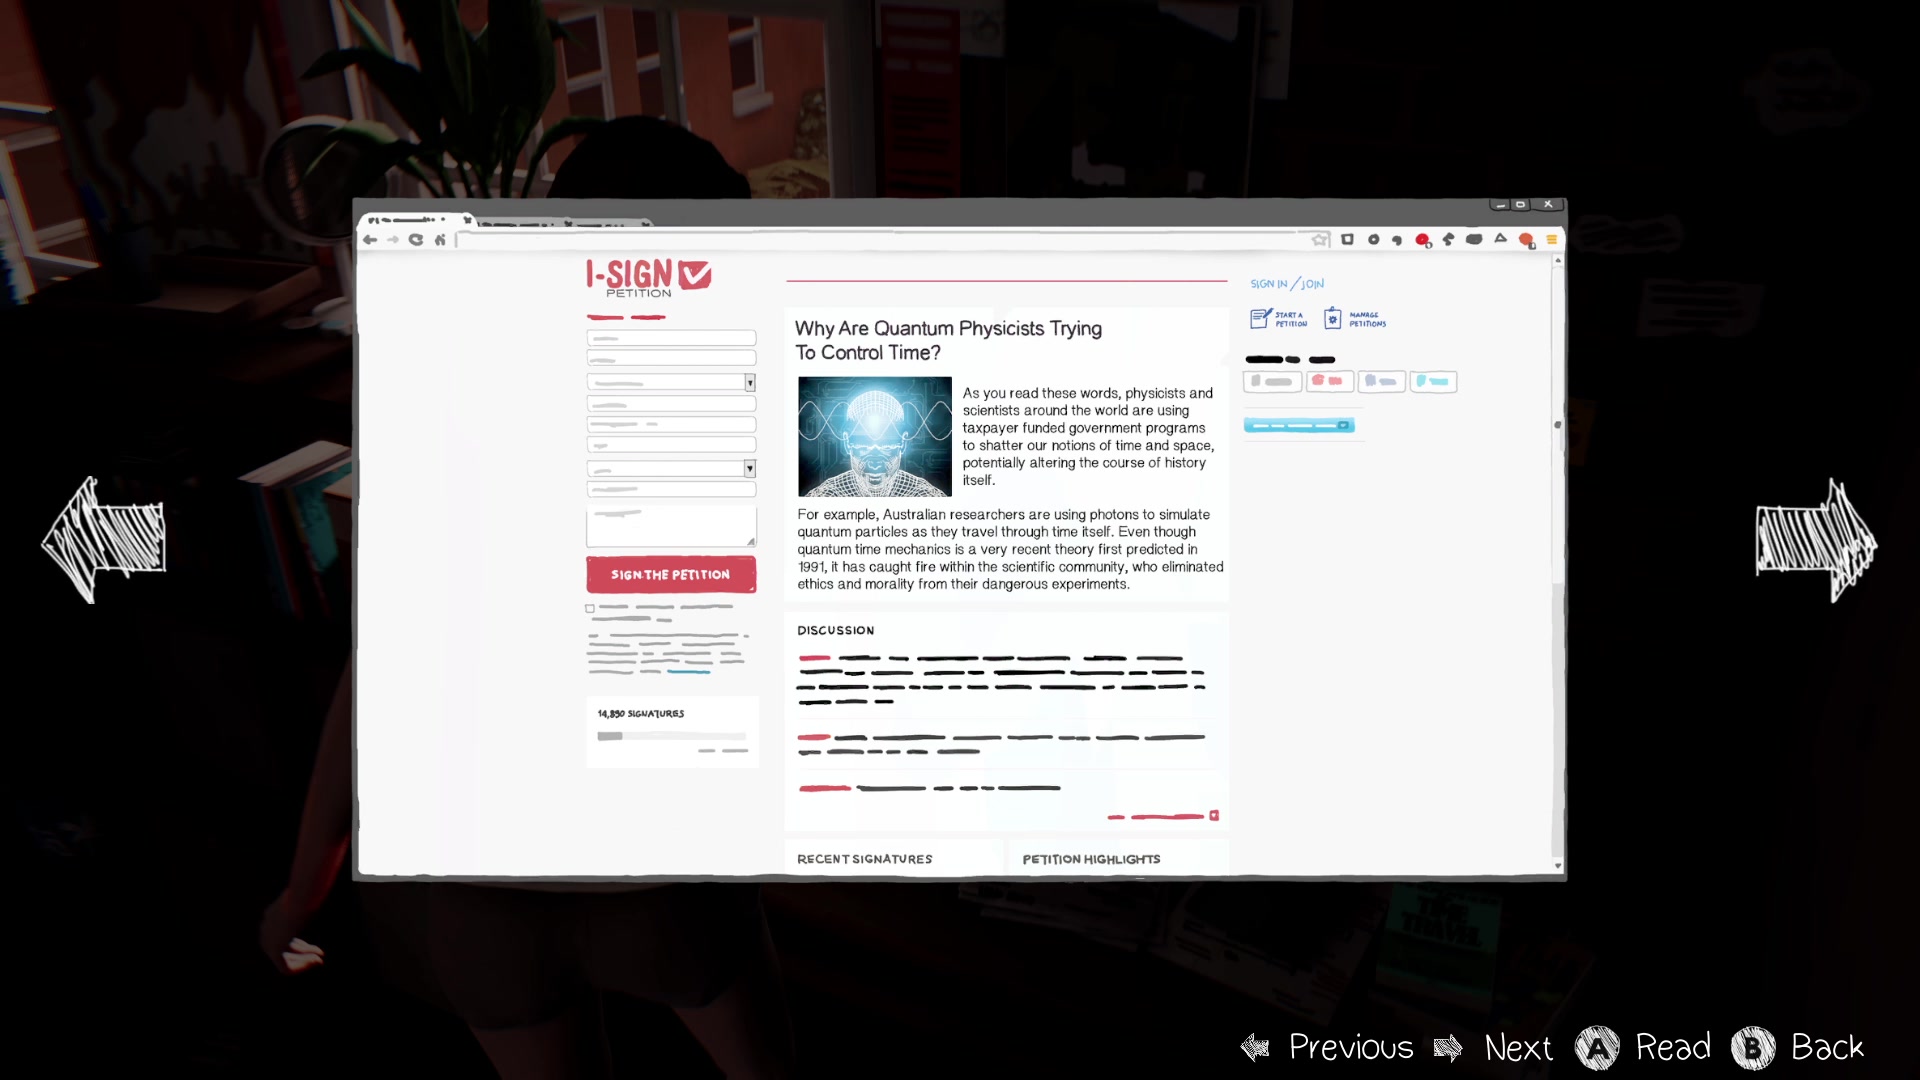 I-SIGN
PETITION
SIGN THE PETITION
14,890 SIGNATURES
Why Are Quantum Physicists Trying
To Control Time?
As you read these words, physicists and
scientists around the world are using
taxpayer funded government programs
to shatter our notions of time and space,
potentially altering the course of history
itself.
For example, Australian researchers are using photons to simulate
quantum particles as they travel through time itself. Even though
quantum time mechanics is a very recent theory first predicted in
1991, it has caught fire within the scientific community, who eliminated
ethics and morality from their dangerous experiments.
DISCUSSION
RECENT SIGNATURES
PETITION HIGHLIGHTS
SIGN IN / JOIN
START A
PETITION
MANAGE
PETITIONS
TIME
TRAVEL
Previous
Next
A Read
B Back